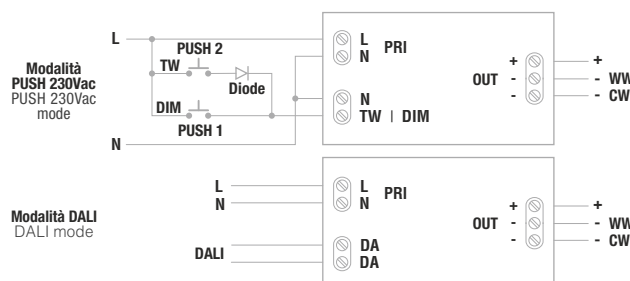 Modalità
PUSH 230Vac
PUSH 230Vac
mode
L
PUSH 2
TW
Diode
DIM
PUSH 1
N
L
N
PRI
N
TW | DIM
OUT
+
-
-
+
- WW
- CW
Modalità DALI
DALI mode
L
N
DALI
L
N
PRI
DA
DA
OUT
+
-
-
+
- WW
- CW